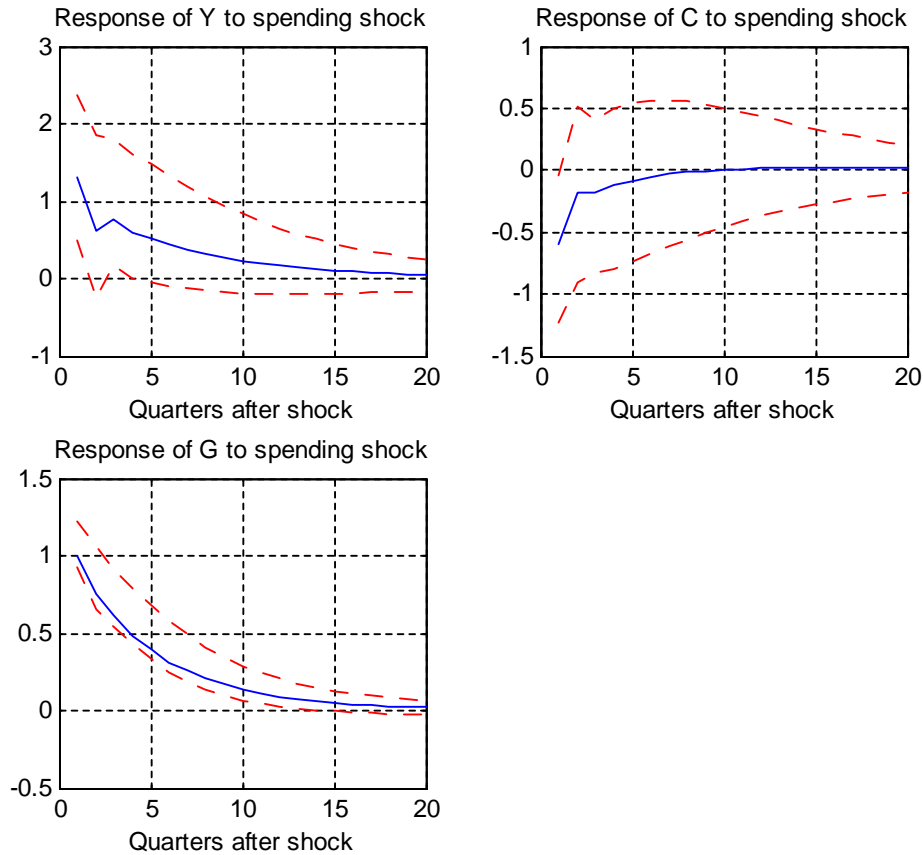 Response of Y to spending shock
3
2
1
0
-1
0 5 10 15 20
Quarters after shock
Response of C to spending shock
1
0.5
0
-0.5
-1
-1.5
0 5 10 15 20
Quarters after shock
Response of G to spending shock
1.5
1
0.5
0
-0.5
0 5 10 15 20
Quarters after shock